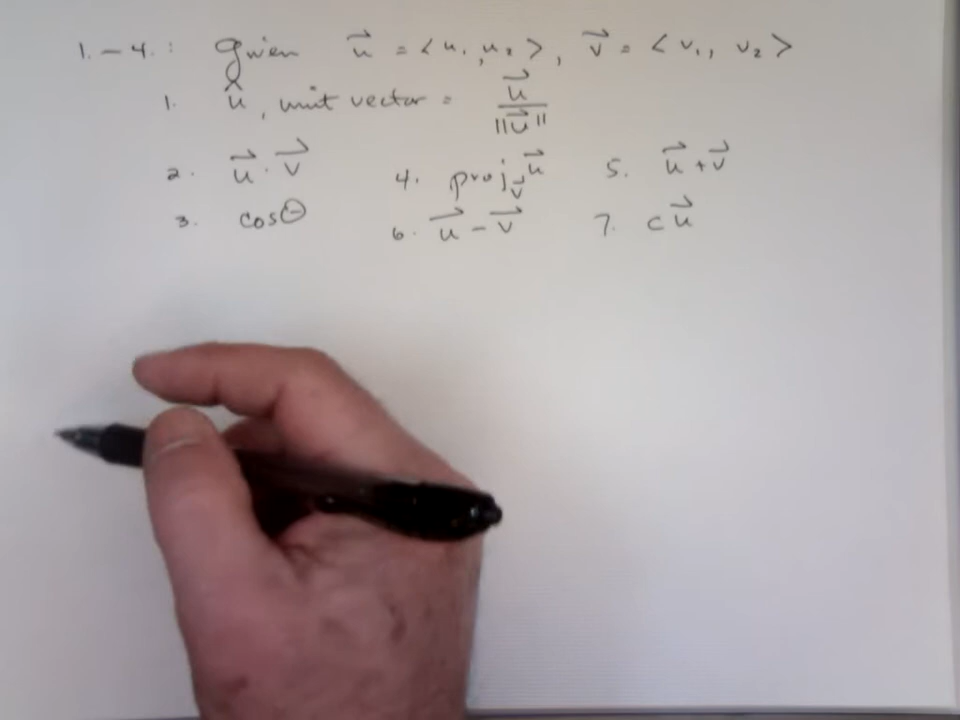 1. – 4. : Given u⃗ = < u₁, u₂ >, v⃗ = < v₁, v₂ >
1. û, unit vector = u⃗ / ||u⃗||
2. u⃗ · v⃗ 4. proj_v⃗ u⃗ 5. u⃗ + v⃗
3. cos Θ 6. u⃗ – v⃗ 7. c u⃗